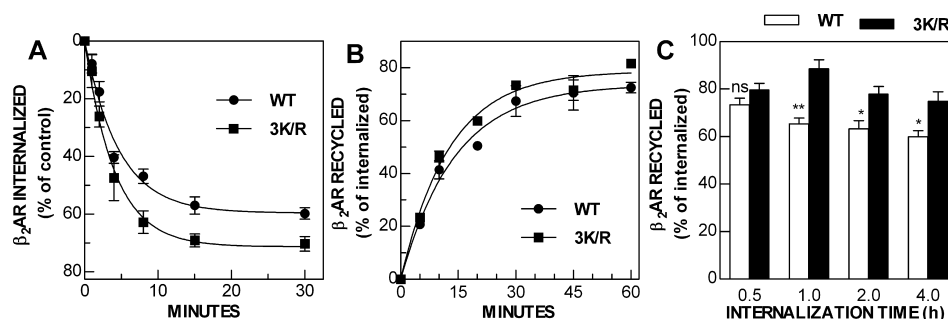 WT 3K/R
A
β2AR INTERNALIZED
(% of control)
0
20
40
60
80
WT
3K/R
0 10 20 30
MINUTES
B
β2AR RECYCLED
(% of internalized)
80
60
40
20
0
WT
3K/R
0 15 30 45 60
MINUTES
C
β2AR RECYCLED
(% of internalized)
100
80
60
40
20
0
ns
**
*
*
0.5 1.0 2.0 4.0
INTERNALIZATION TIME (h)